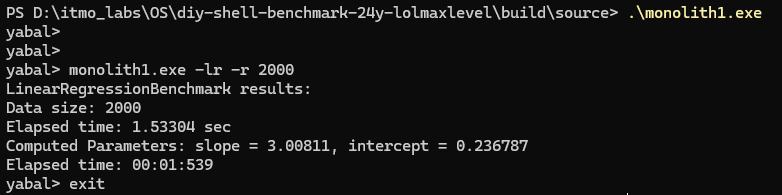 PS D:\itmo_labs\OS\diy-shell-benchmark-24y-lolmaxlevel\build\source> .\monolith1.exe
yabal>
yabal>
yabal> monolith1.exe -lr -r 2000
LinearRegressionBenchmark results:
Data size: 2000
Elapsed time: 1.53304 sec
Computed Parameters: slope = 3.00811, intercept = 0.236787
Elapsed time: 00:01:539
yabal> exit